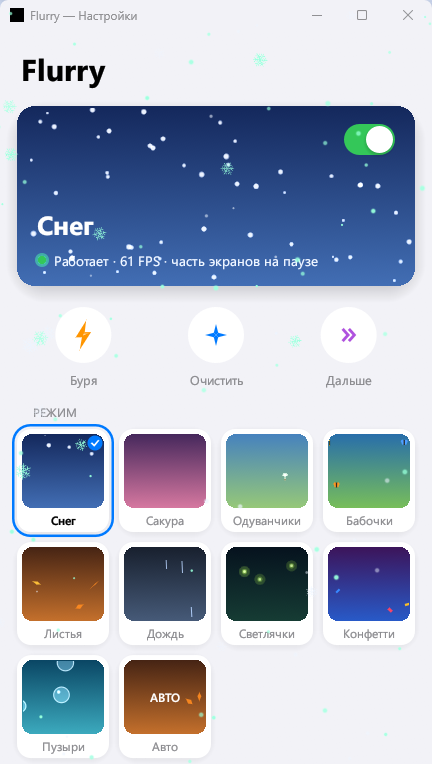 Flurry — Настройки
Flurry
Снег
Работает · 61 FPS · часть экранов на паузе
Буря
Очистить
Дальше
РЕЖИМ
Снег
Сакура
Одуванчики
Бабочки
Листья
Дождь
Светлячки
Конфетти
Пузыри
АВТО
Авто